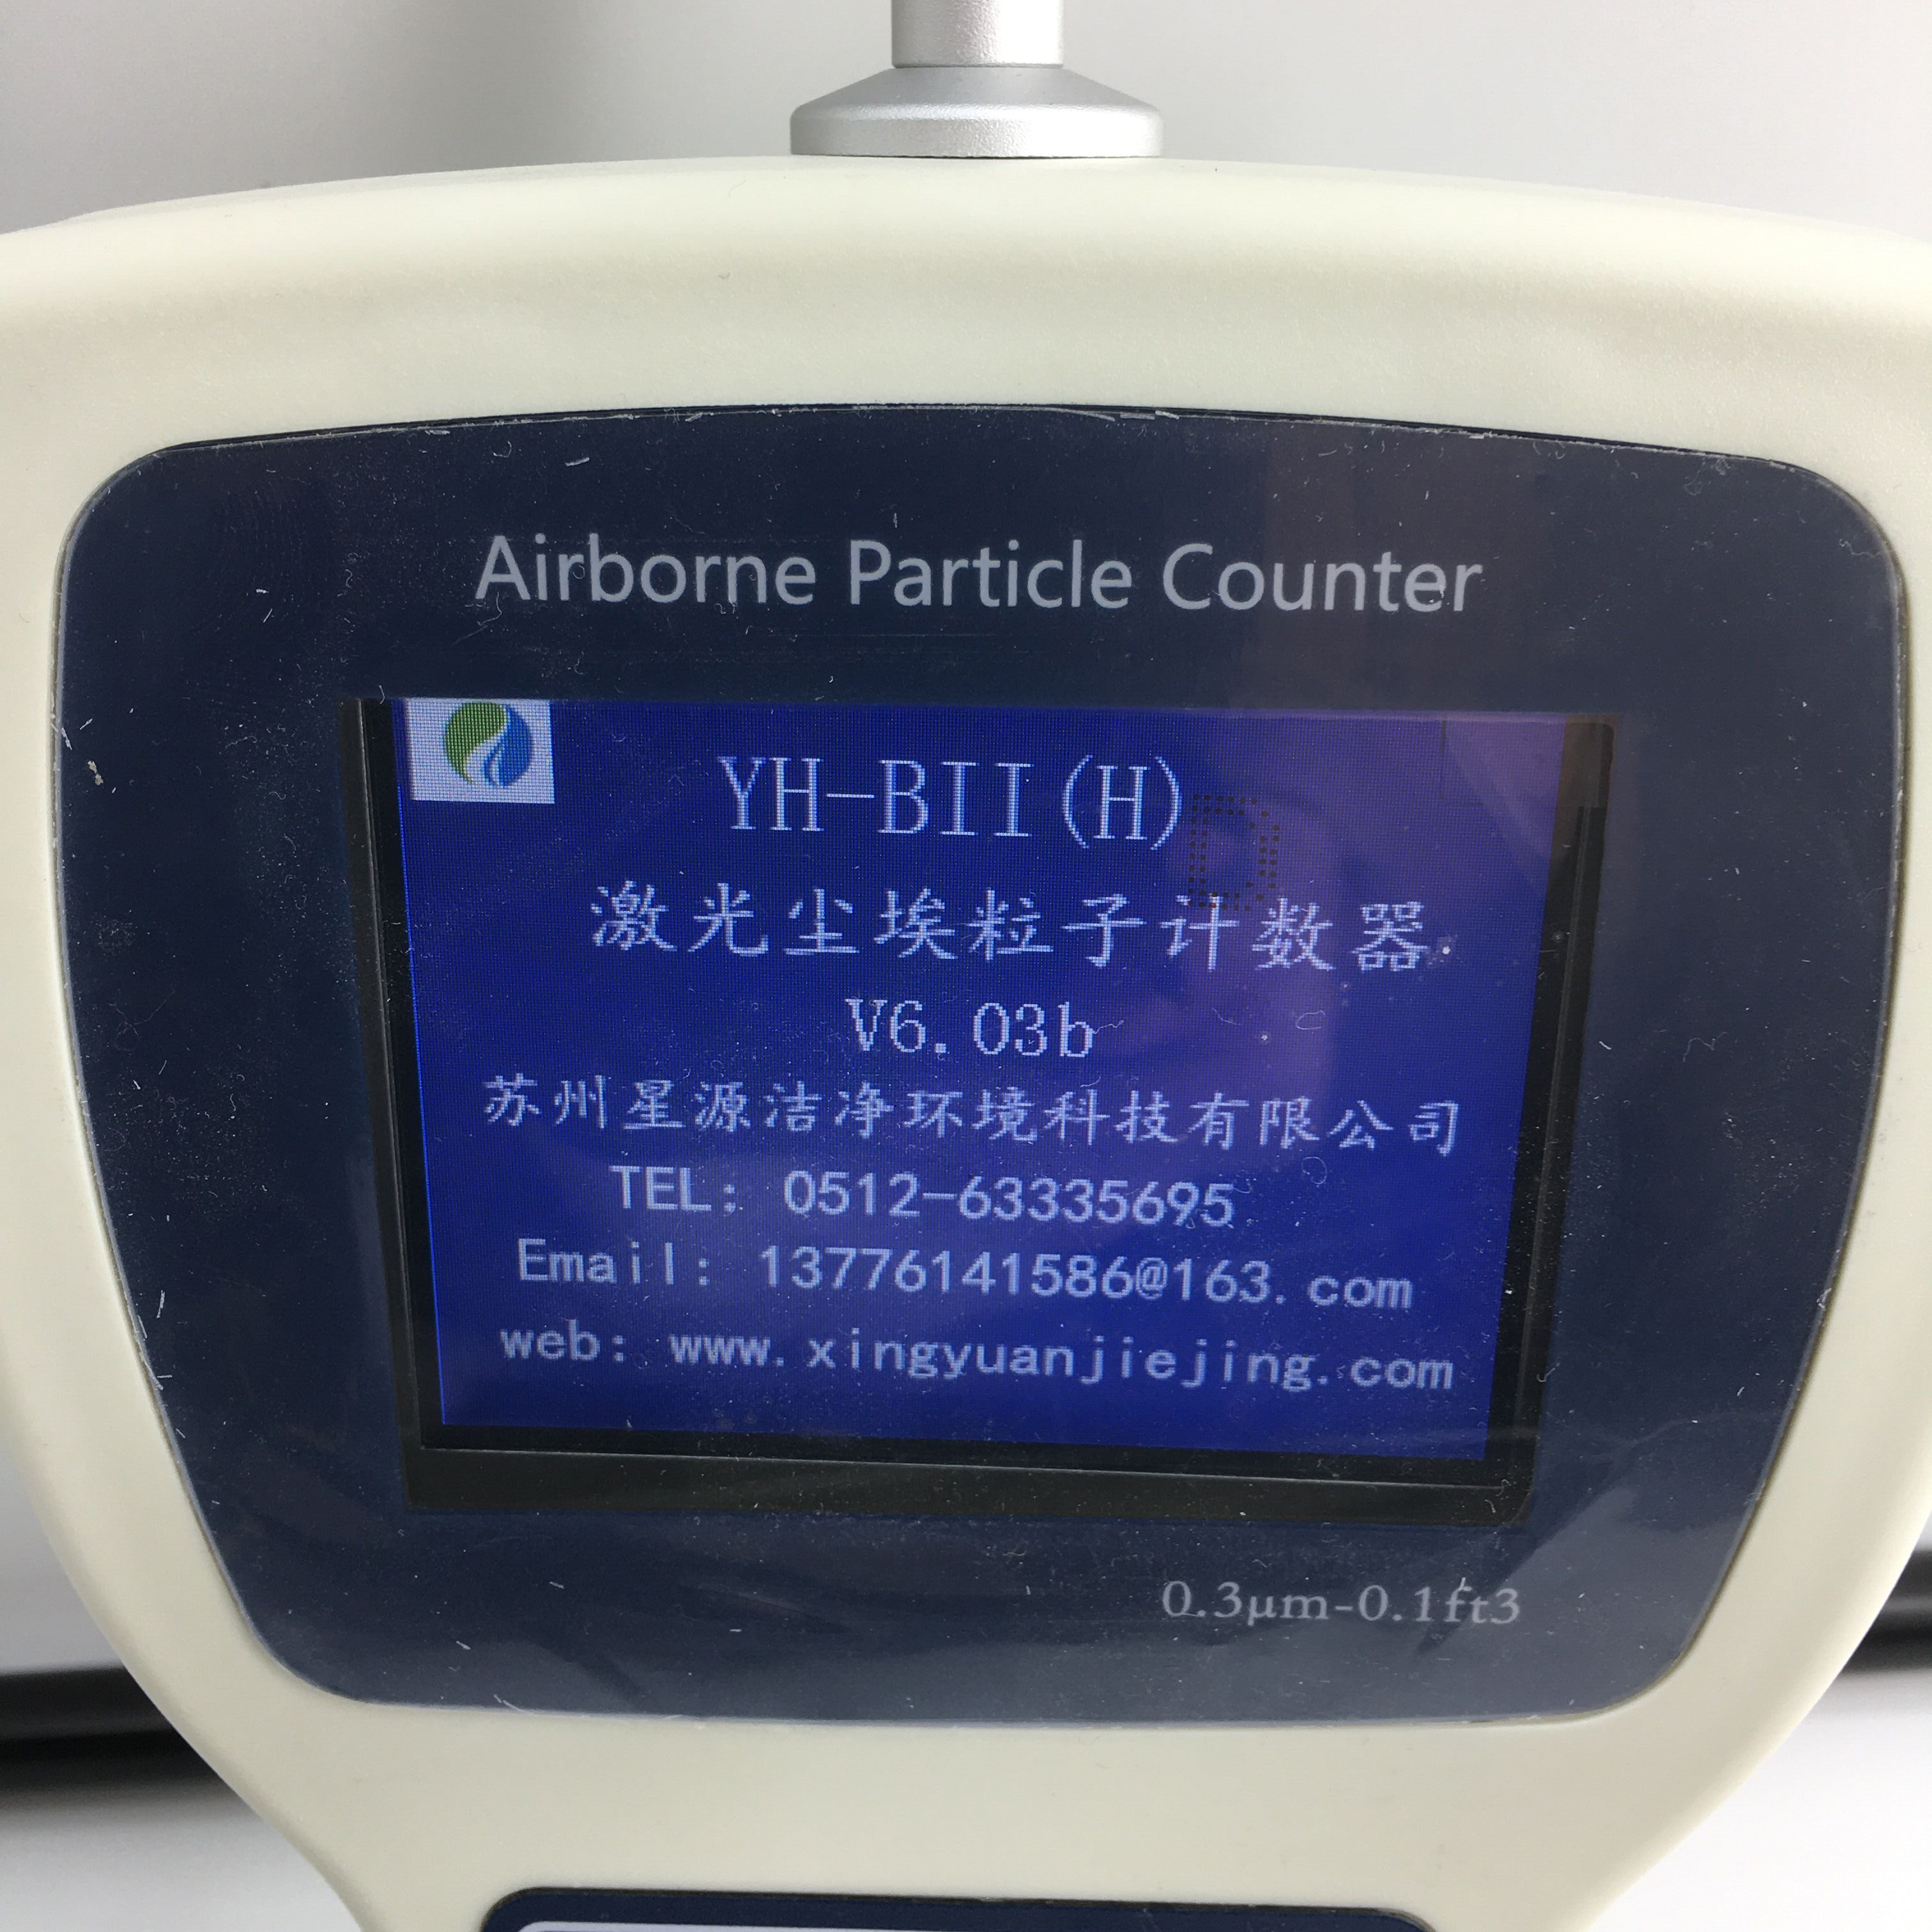 Airborne Particle Counter
YH-BII(H)
激光尘埃粒子计数器
V6.03b
苏州星源洁净环境科技有限公司
TEL: 0512-63335695
Email: 13776141586@163.com
web: www.xingyuanjiejing.com
0.3μm-0.1ft3